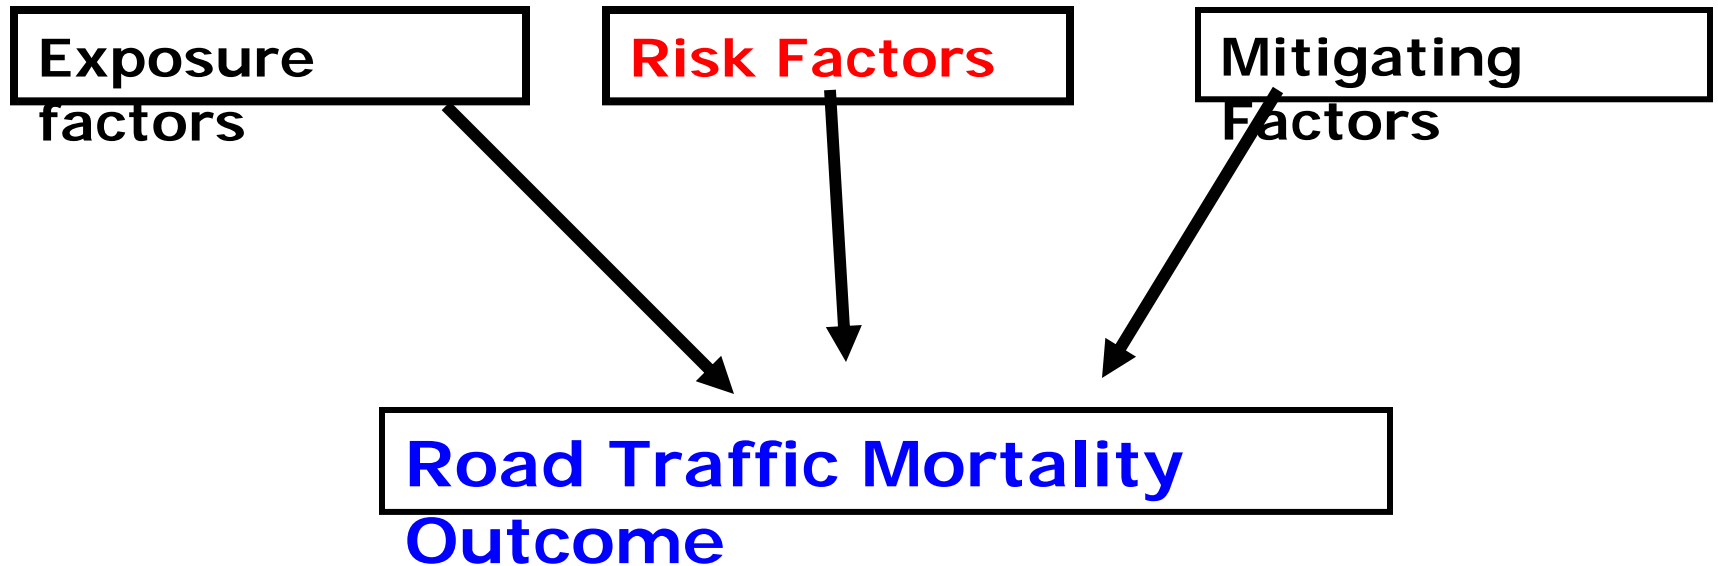 Exposure
factors
Risk Factors
Mitigating
Factors
Road Traffic Mortality
Outcome